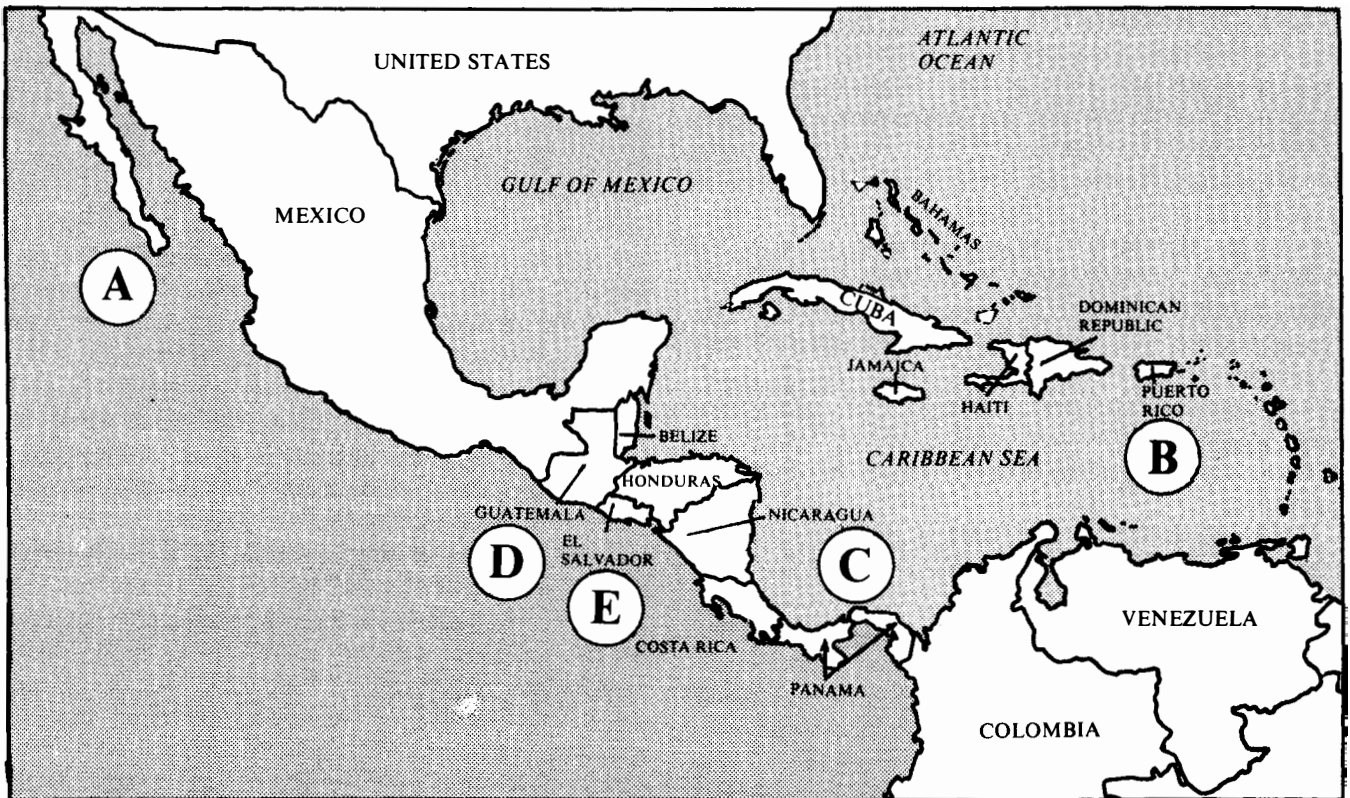 ATLANTIC
OCEAN
UNITED STATES
GULF OF MEXICO
MEXICO
BAHAMAS
A
CUBA
DOMINICAN
REPUBLIC
JAMAICA
HAITI
PUERTO
RICO
BELIZE
CARIBBEAN SEA
B
HONDURAS
GUATEMALA
NICARAGUA
EL
SALVADOR
D
C
E
COSTA RICA
VENEZUELA
PANAMA
COLOMBIA